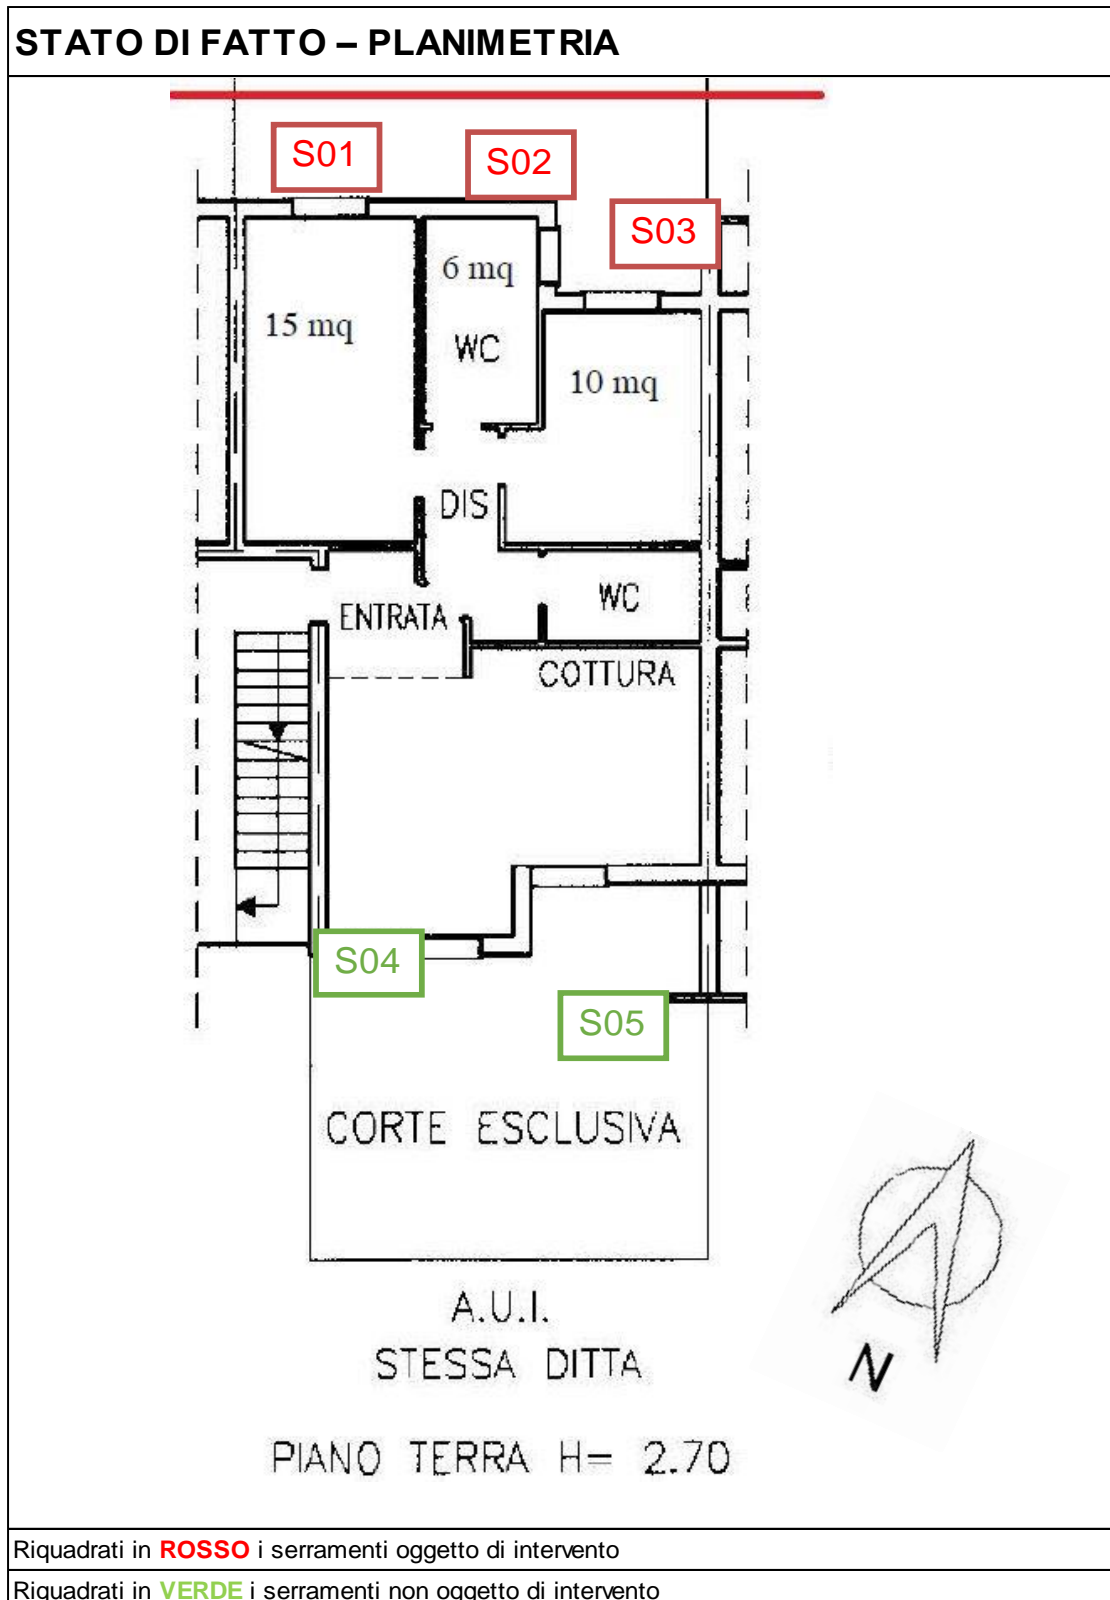 STATO DI FATTO – PLANIMETRIA
S01
S02
S03
6 mq
15 mq
WC
10 mq
DIS
WC
ENTRATA
COTTURA
S04
S05
CORTE ESCLUSIVA
A.U.I.
STESSA DITTA
N
PIANO TERRA H= 2.70
Riquadrati in ROSSO i serramenti oggetto di intervento
Riquadrati in VERDE i serramenti non oggetto di intervento